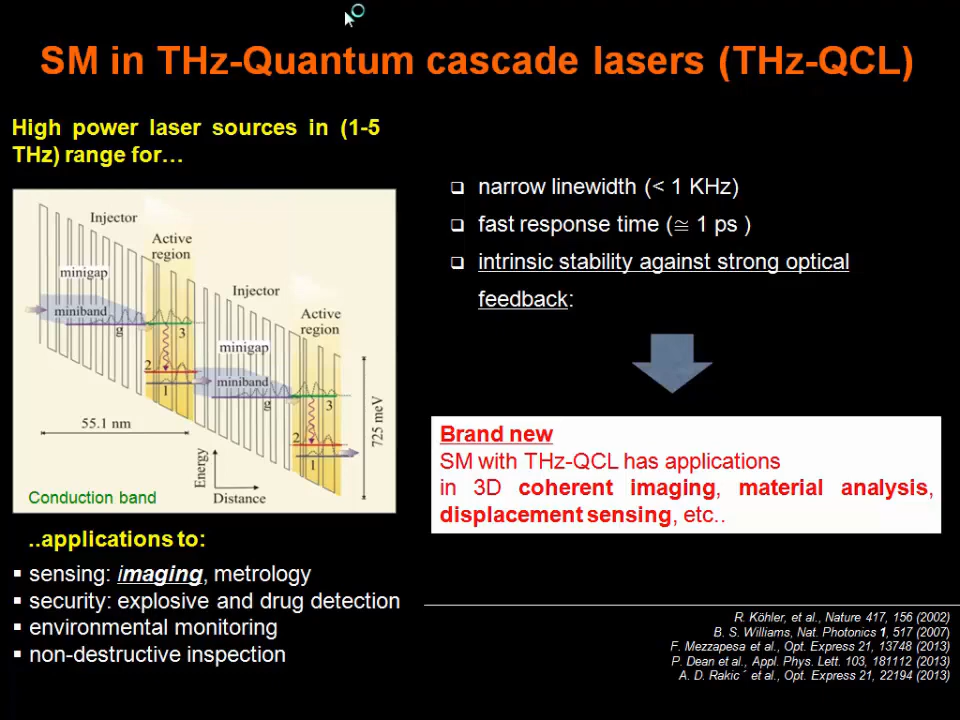 SM in THz-Quantum cascade lasers (THz-QCL)
High power laser sources in (1-5
THz) range for…
Injector
Active
region
minigap
miniband
g
3
2
1
Injector
Active
region
minigap
miniband
g
3
2
1
55.1 nm
725 meV
Energy
Distance
Conduction band
..applications to:
▪ sensing: imaging, metrology
▪ security: explosive and drug detection
▪ environmental monitoring
▪ non-destructive inspection
❑ narrow linewidth (< 1 KHz)
❑ fast response time (≅ 1 ps )
❑ intrinsic stability against strong optical
feedback:
Brand new
SM with THz-QCL has applications
in 3D coherent imaging, material analysis,
displacement sensing, etc..
R. Köhler, et al., Nature 417, 156 (2002)
B. S. Williams, Nat. Photonics 1, 517 (2007)
F. Mezzapesa et al., Opt. Express 21, 13748 (2013)
P. Dean et al., Appl. Phys. Lett. 103, 181112 (2013)
A. D. Rakic´ et al., Opt. Express 21, 22194 (2013)